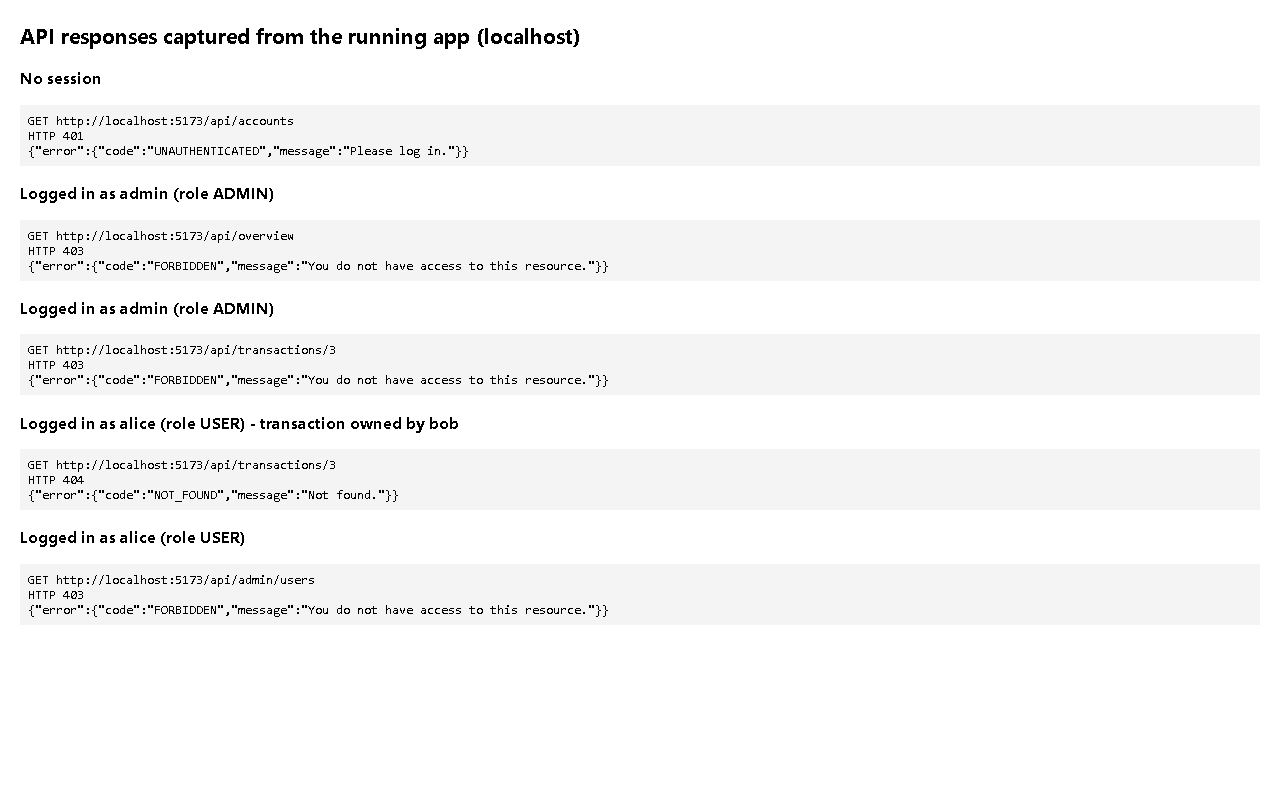 API responses captured from the running app (localhost)
No session
GET http://localhost:5173/api/accounts
HTTP 401
{"error":{"code":"UNAUTHENTICATED","message":"Please log in."}}
Logged in as admin (role ADMIN)
GET http://localhost:5173/api/overview
HTTP 403
{"error":{"code":"FORBIDDEN","message":"You do not have access to this resource."}}
Logged in as admin (role ADMIN)
GET http://localhost:5173/api/transactions/3
HTTP 403
{"error":{"code":"FORBIDDEN","message":"You do not have access to this resource."}}
Logged in as alice (role USER) - transaction owned by bob
GET http://localhost:5173/api/transactions/3
HTTP 404
{"error":{"code":"NOT_FOUND","message":"Not found."}}
Logged in as alice (role USER)
GET http://localhost:5173/api/admin/users
HTTP 403
{"error":{"code":"FORBIDDEN","message":"You do not have access to this resource."}}